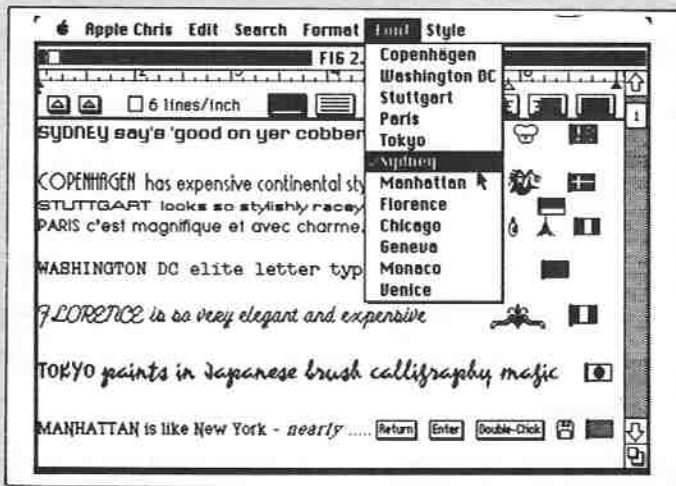 Apple Chris Edit Search Format Font Style
FIG 2.
6 lines/inch
Copenhagen
Washington DC
Stuttgart
Paris
Tokyo
✓Sydney
Manhattan
Florence
Chicago
Geneva
Monaco
Venice
1
SYDNEY say's 'good on yer cobber
COPENHAGEN has expensive continental sty
STUTTGART looks so stylishly racey
PARIS c'est magnifique et avec charme.
WASHINGTON DC elite letter typ
FLORENCE is so very elegant and expensive
TOKYO paints in Japanese brush calligraphy magic
MANHATTAN is like New York - nearly ..... Return Enter Double-Click